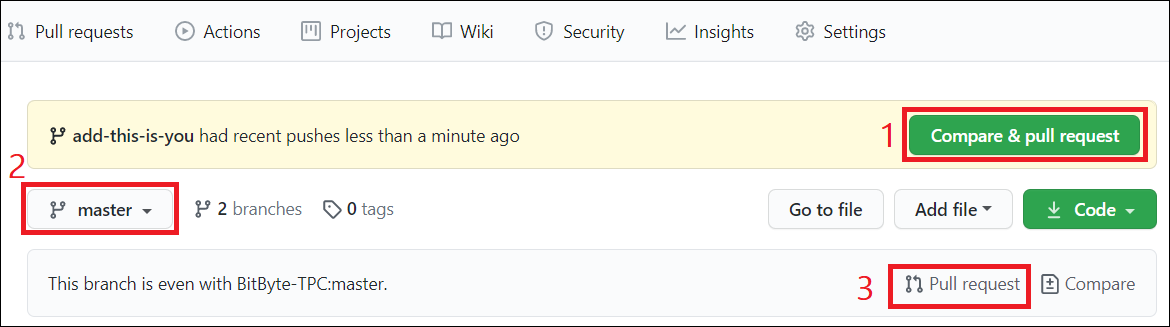 Pull requests Actions Projects Wiki Security Insights Settings
add-this-is-you had recent pushes less than a minute ago 1 Compare & pull request
2
master 2 branches 0 tags Go to file Add file Code
This branch is even with BitByte-TPC:master. 3 Pull request Compare